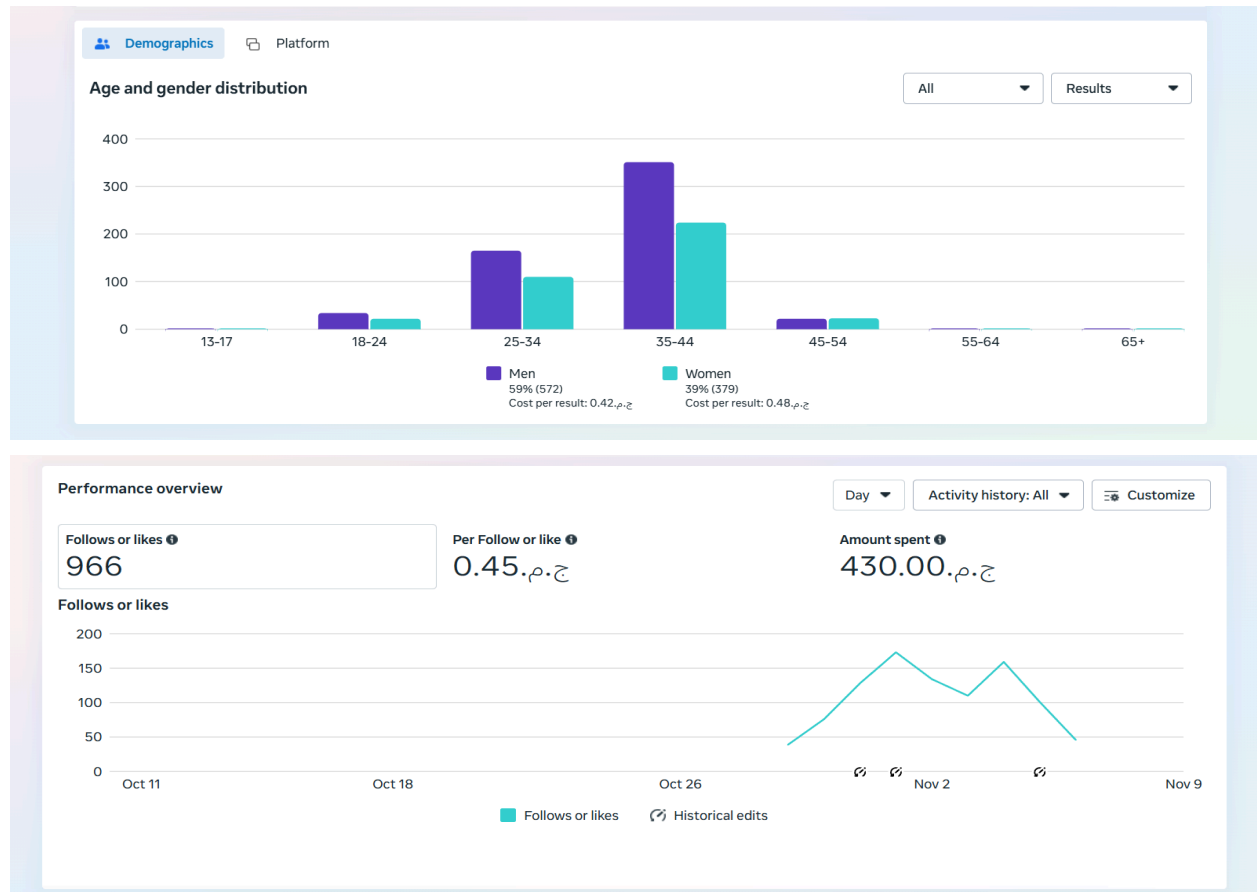 Demographics Platform
Age and gender distribution All Results
400
300
200
100
0
13-17 18-24 25-34 35-44 45-54 55-64 65+
Men Women
59% (572) 39% (379)
Cost per result: 0.42.ج.م Cost per result: 0.48.ج.م
Performance overview Day Activity history: All Customize
Follows or likes Per Follow or like Amount spent
966 0.45.ج.م 430.00.ج.م
Follows or likes
200
150
100
50
0
Oct 11 Oct 18 Oct 26 Nov 2 Nov 9
Follows or likes Historical edits